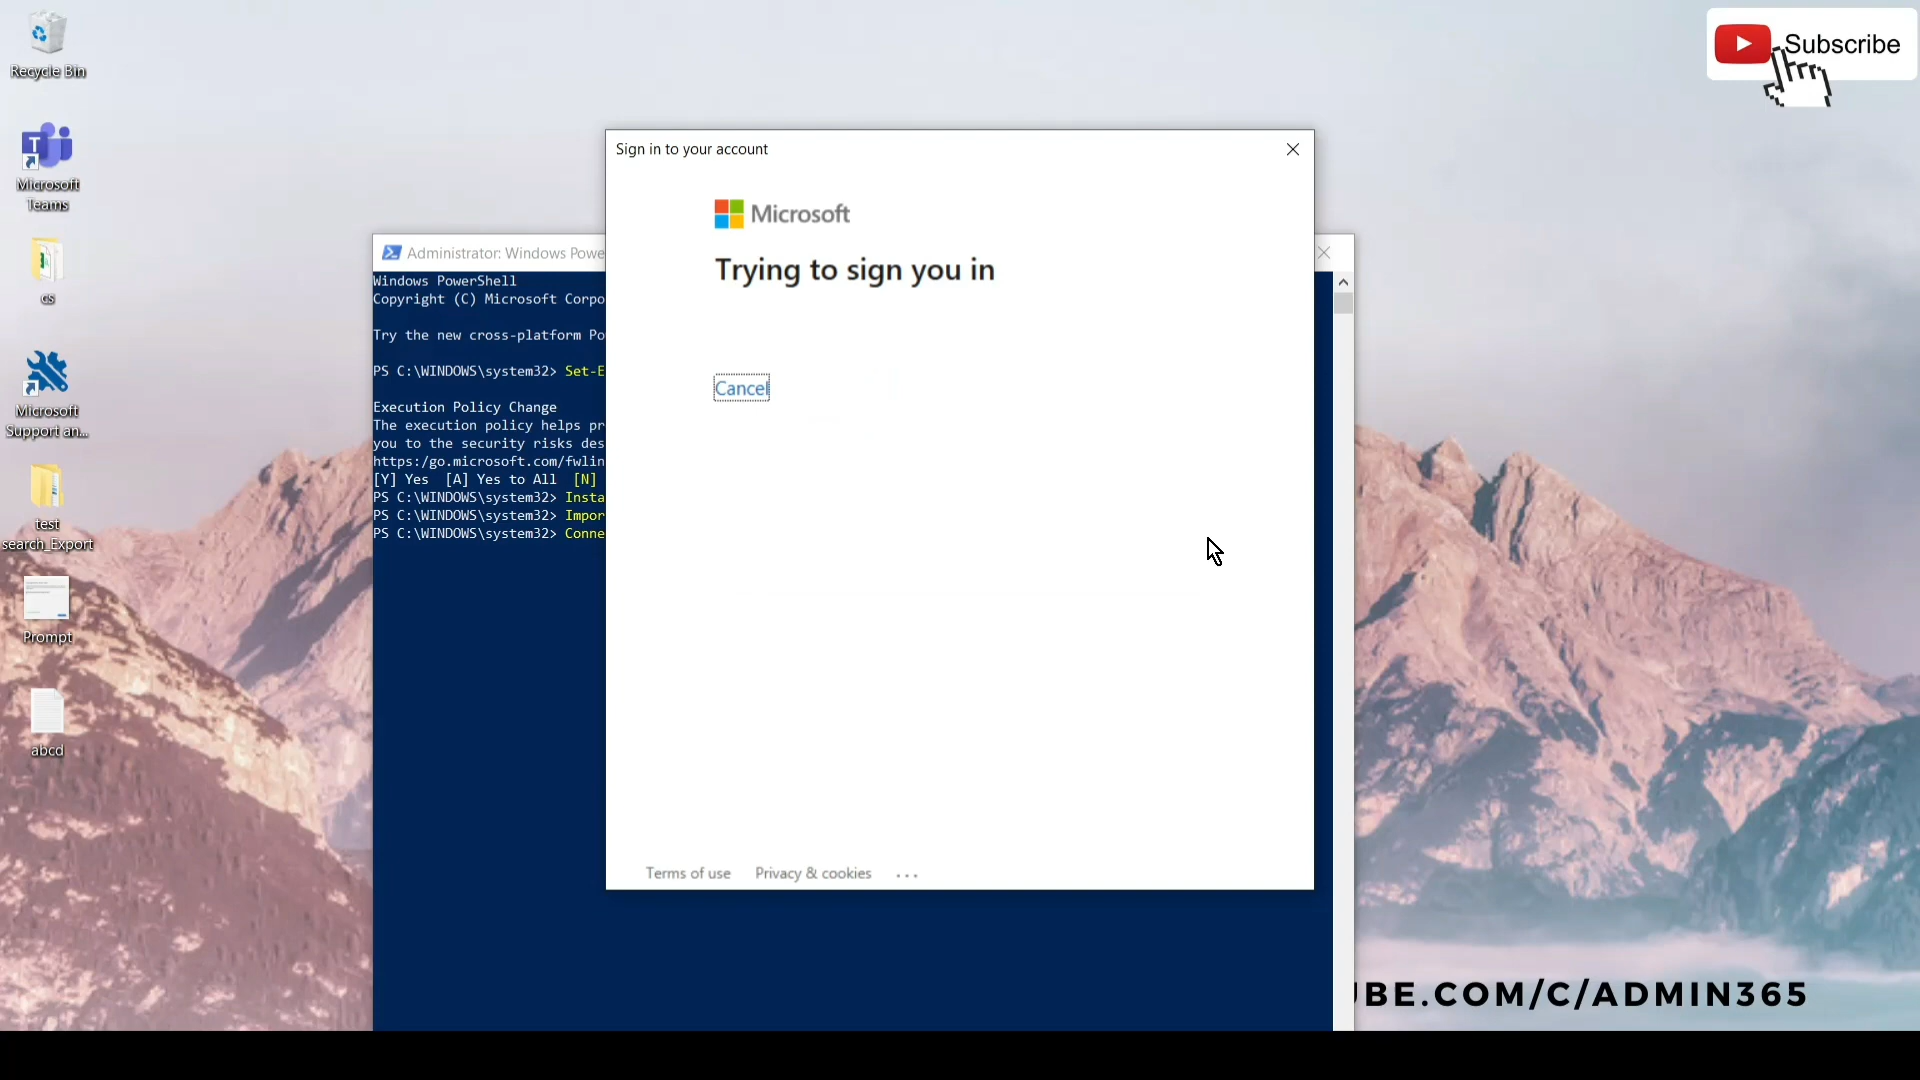 Recycle Bin
Subscribe
Microsoft
Teams
cs
Microsoft
Support an...
test
search_Export
Prompt
abcd
Sign in to your account
Microsoft
Trying to sign you in
Cancel
Terms of use Privacy & cookies ...
Administrator: Windows Powe
Windows PowerShell
Copyright (C) Microsoft Corpo
Try the new cross-platform Po
PS C:\WINDOWS\system32> Set-E
Execution Policy Change
The execution policy helps pr
you to the security risks des
https:/go.microsoft.com/fwlin
[Y] Yes [A] Yes to All [N]
PS C:\WINDOWS\system32> Insta
PS C:\WINDOWS\system32> Impor
PS C:\WINDOWS\system32> Conne
UBE.COM/C/ADMIN365